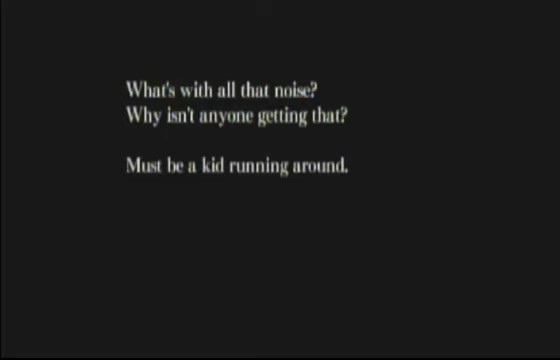 What's with all that noise?
Why isn't anyone getting that?
Must be a kid running around.